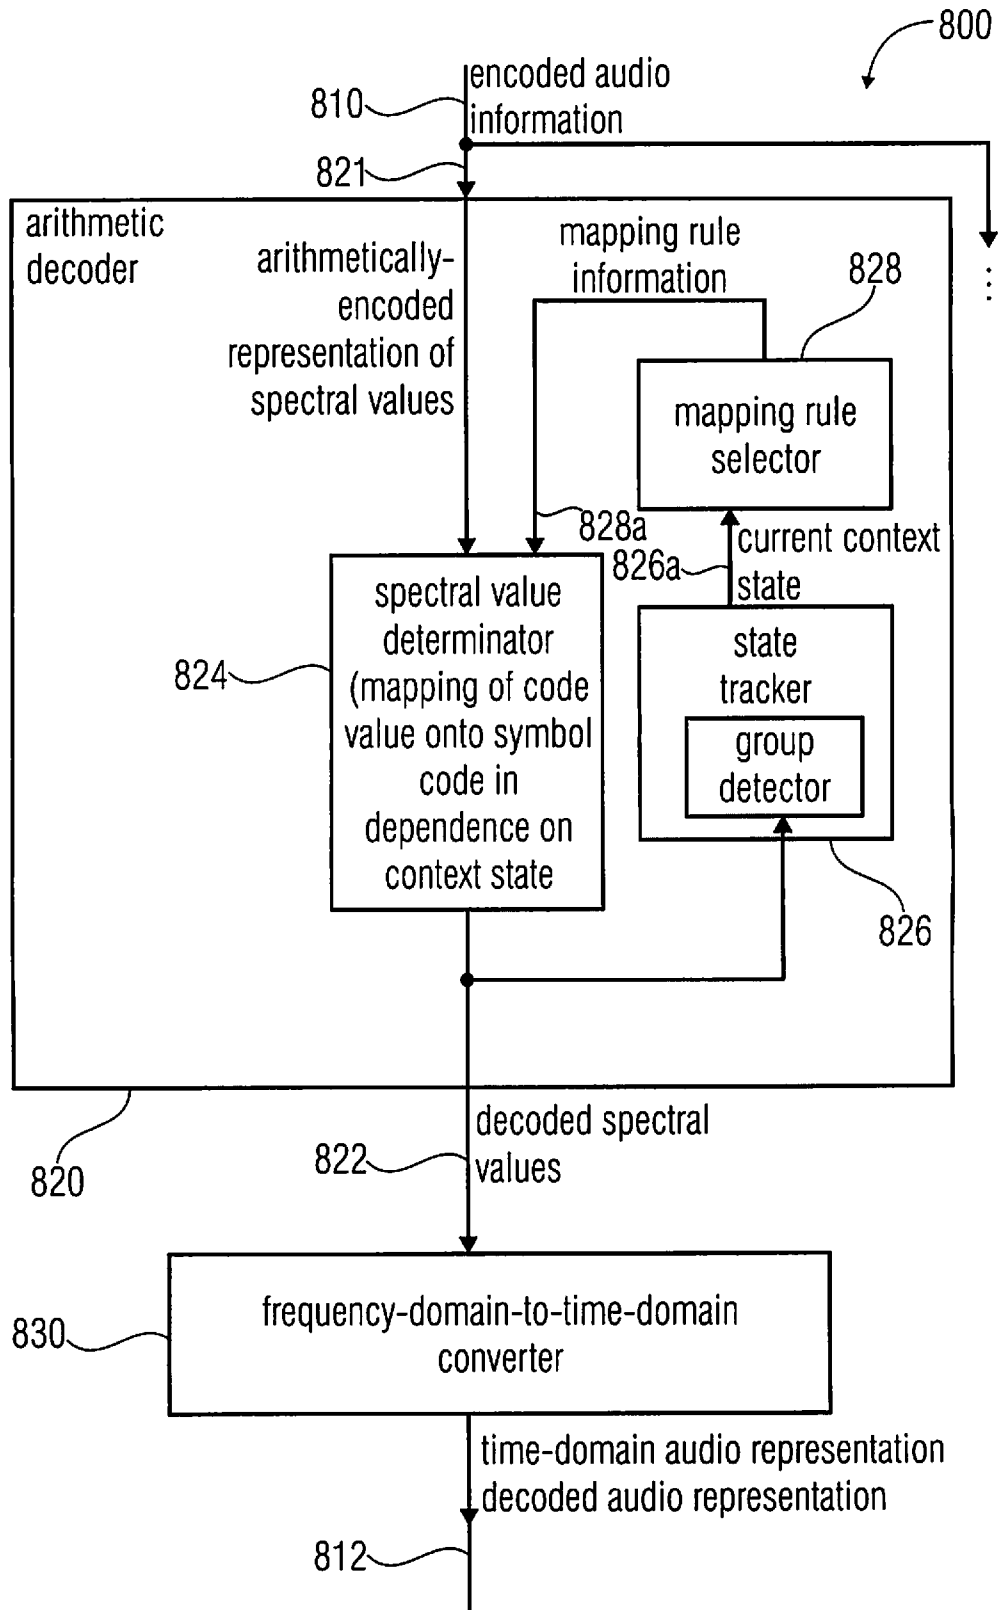 800
encoded audio
information
810
821
arithmetic
decoder
arithmetically-
encoded
representation of
spectral values
mapping rule
information
828
...
mapping rule
selector
828a
current context
state
826a
spectral value
determinator
(mapping of code
value onto symbol
code in
dependence on
context state
824
state
tracker
group
detector
826
820
decoded spectral
values
822
frequency-domain-to-time-domain
converter
830
time-domain audio representation
decoded audio representation
812